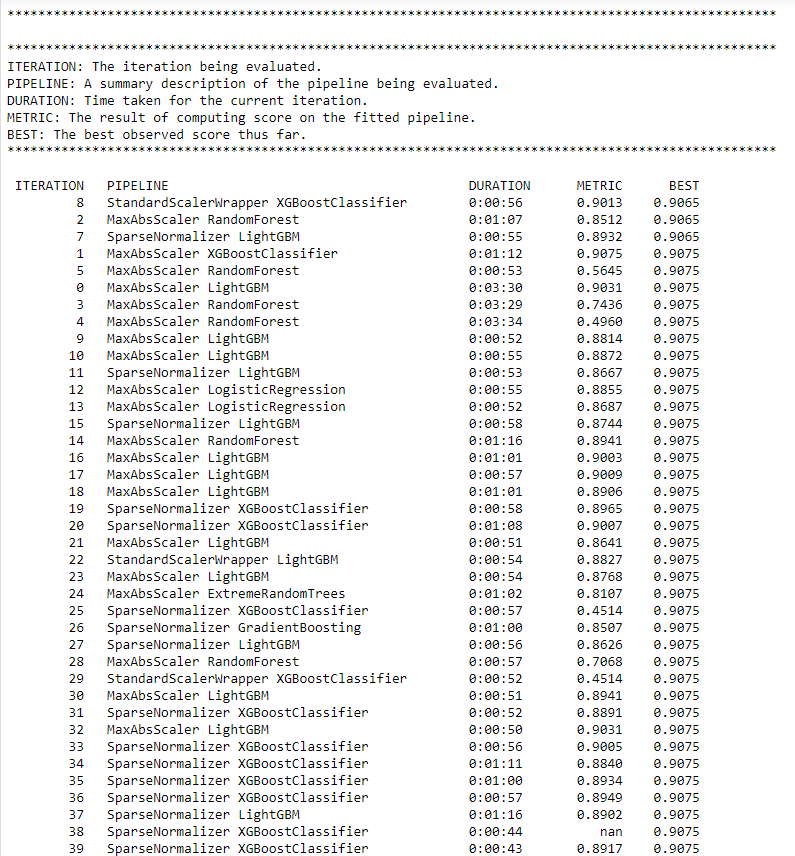 ****************************************************************************************************
****************************************************************************************************
ITERATION: The iteration being evaluated.
PIPELINE: A summary description of the pipeline being evaluated.
DURATION: Time taken for the current iteration.
METRIC: The result of computing score on the fitted pipeline.
BEST: The best observed score thus far.
****************************************************************************************************
ITERATION PIPELINE DURATION METRIC BEST
8 StandardScalerWrapper XGBoostClassifier 0:00:56 0.9013 0.9065
2 MaxAbsScaler RandomForest 0:01:07 0.8512 0.9065
7 SparseNormalizer LightGBM 0:00:55 0.8932 0.9065
1 MaxAbsScaler XGBoostClassifier 0:01:12 0.9075 0.9075
5 MaxAbsScaler RandomForest 0:00:53 0.5645 0.9075
0 MaxAbsScaler LightGBM 0:03:30 0.9031 0.9075
3 MaxAbsScaler RandomForest 0:03:29 0.7436 0.9075
4 MaxAbsScaler RandomForest 0:03:34 0.4960 0.9075
9 MaxAbsScaler LightGBM 0:00:52 0.8814 0.9075
10 MaxAbsScaler LightGBM 0:00:55 0.8872 0.9075
11 SparseNormalizer LightGBM 0:00:53 0.8667 0.9075
12 MaxAbsScaler LogisticRegression 0:00:55 0.8855 0.9075
13 MaxAbsScaler LogisticRegression 0:00:52 0.8687 0.9075
15 SparseNormalizer LightGBM 0:00:58 0.8744 0.9075
14 MaxAbsScaler RandomForest 0:01:16 0.8941 0.9075
16 MaxAbsScaler LightGBM 0:01:01 0.9003 0.9075
17 MaxAbsScaler LightGBM 0:00:57 0.9009 0.9075
18 MaxAbsScaler LightGBM 0:01:01 0.8906 0.9075
19 SparseNormalizer XGBoostClassifier 0:00:58 0.8965 0.9075
20 SparseNormalizer XGBoostClassifier 0:01:08 0.9007 0.9075
21 MaxAbsScaler LightGBM 0:00:51 0.8641 0.9075
22 StandardScalerWrapper LightGBM 0:00:54 0.8827 0.9075
23 MaxAbsScaler LightGBM 0:00:54 0.8768 0.9075
24 MaxAbsScaler ExtremeRandomTrees 0:01:02 0.8107 0.9075
25 SparseNormalizer XGBoostClassifier 0:00:57 0.4514 0.9075
26 SparseNormalizer GradientBoosting 0:01:00 0.8507 0.9075
27 SparseNormalizer LightGBM 0:00:56 0.8626 0.9075
28 MaxAbsScaler RandomForest 0:00:57 0.7068 0.9075
29 StandardScalerWrapper XGBoostClassifier 0:00:52 0.4514 0.9075
30 MaxAbsScaler LightGBM 0:00:51 0.8941 0.9075
31 SparseNormalizer XGBoostClassifier 0:00:52 0.8891 0.9075
32 MaxAbsScaler LightGBM 0:00:50 0.9031 0.9075
33 SparseNormalizer XGBoostClassifier 0:00:56 0.9005 0.9075
34 SparseNormalizer XGBoostClassifier 0:01:11 0.8840 0.9075
35 SparseNormalizer XGBoostClassifier 0:01:00 0.8934 0.9075
36 SparseNormalizer XGBoostClassifier 0:00:57 0.8949 0.9075
37 SparseNormalizer LightGBM 0:01:16 0.8902 0.9075
38 SparseNormalizer XGBoostClassifier 0:00:44 nan 0.9075
39 SparseNormalizer XGBoostClassifier 0:00:43 0.8917 0.9075